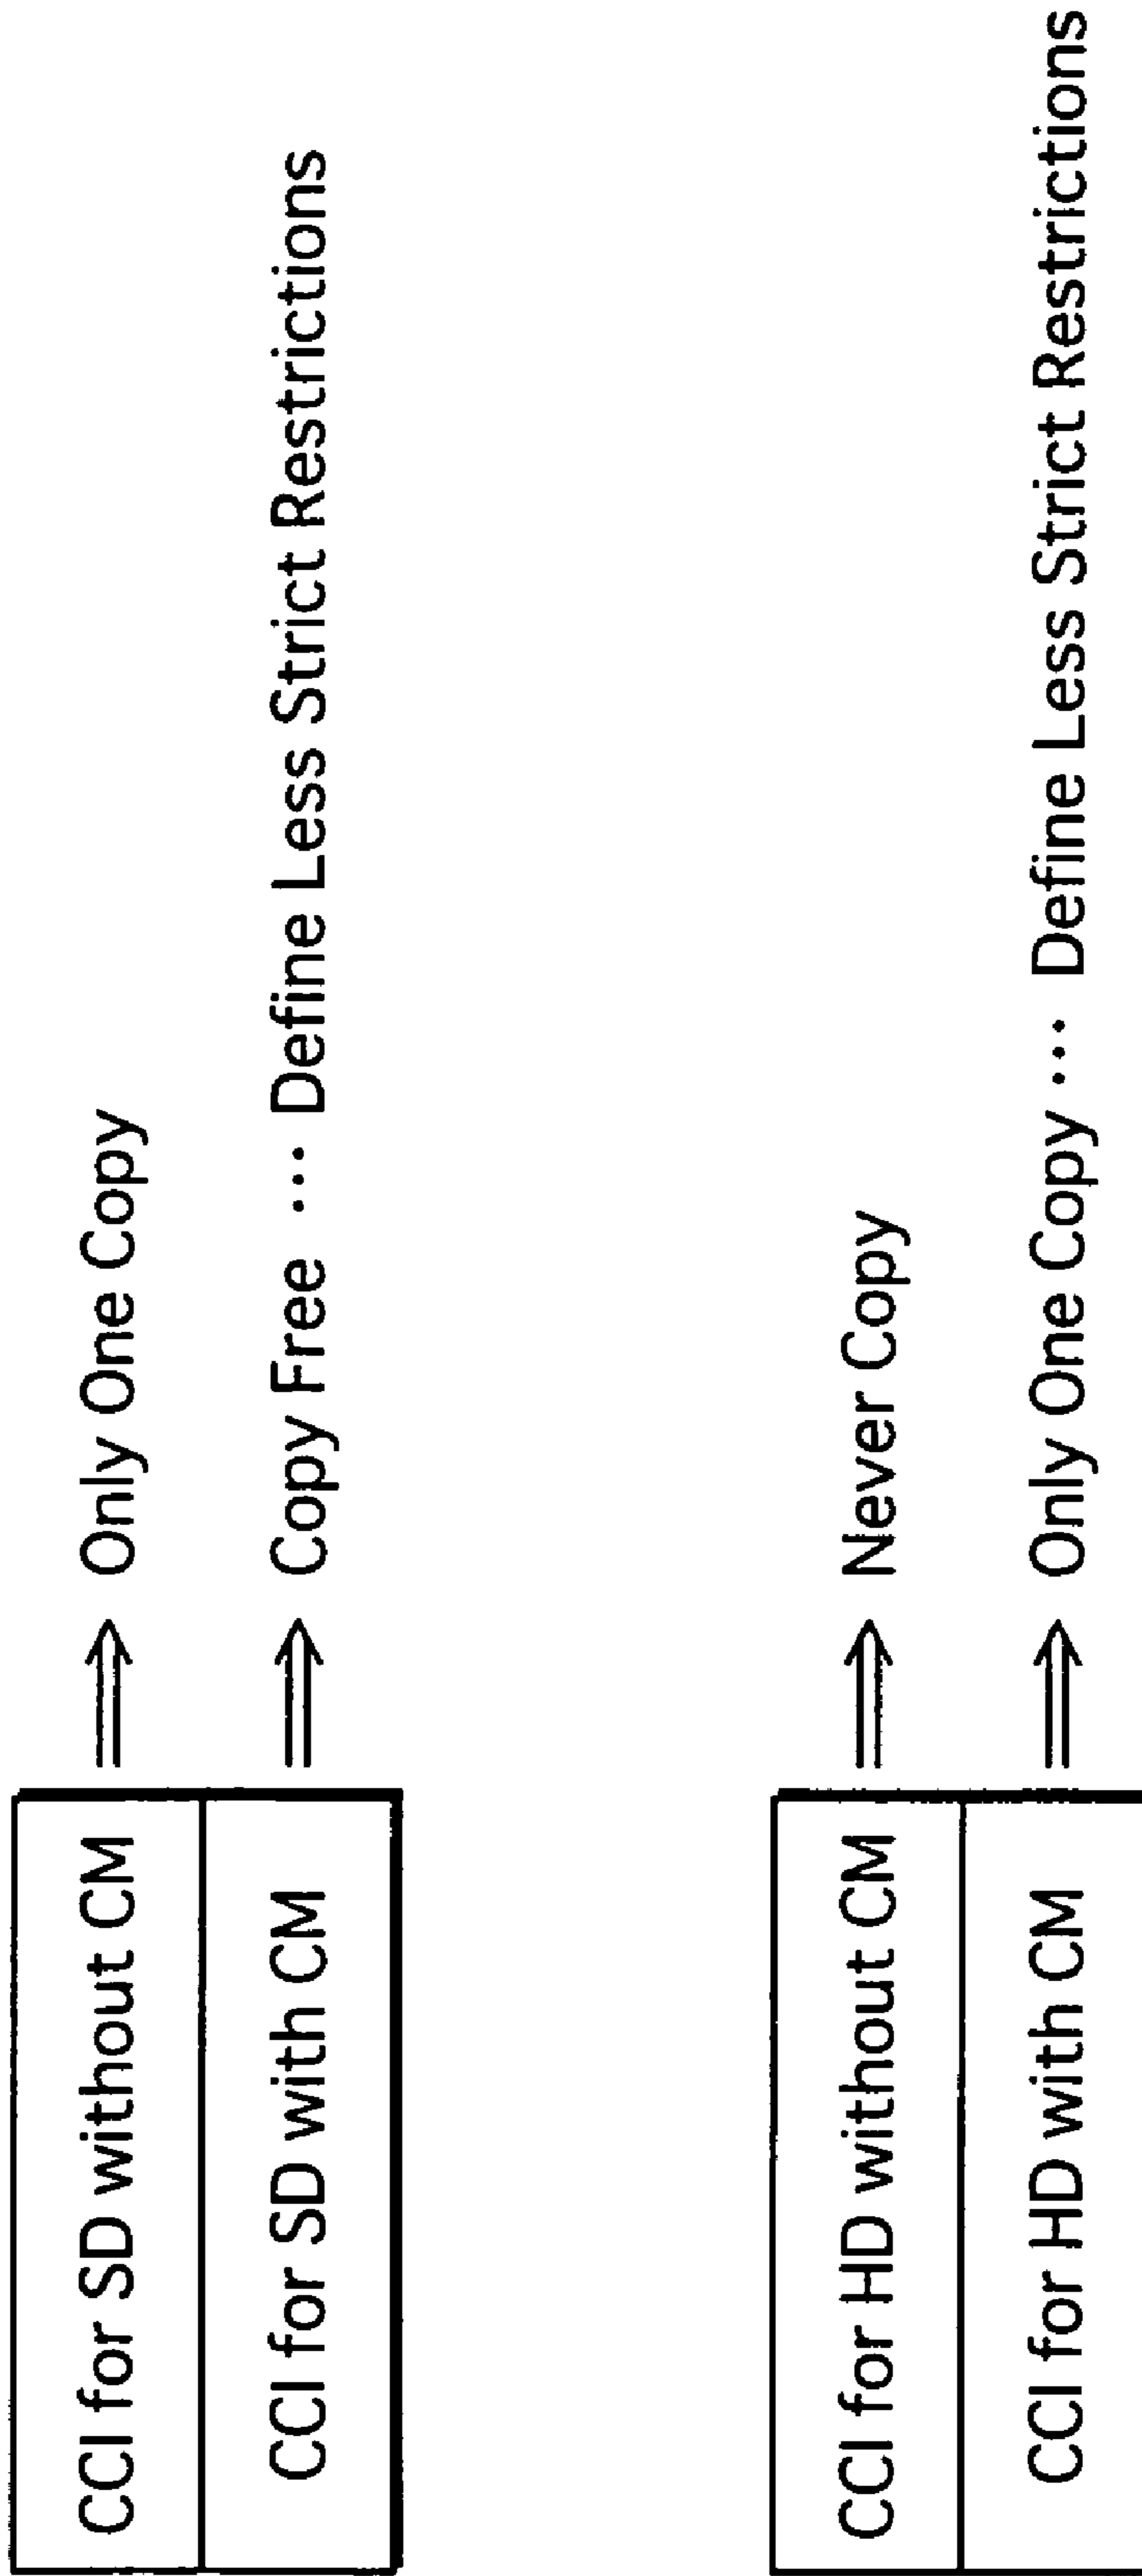 CCI for SD without CM ⇒ Only One Copy
CCI for SD with CM ⇒ Copy Free ··· Define Less Strict Restrictions
CCI for HD without CM ⇒ Never Copy
CCI for HD with CM ⇒ Only One Copy ··· Define Less Strict Restrictions